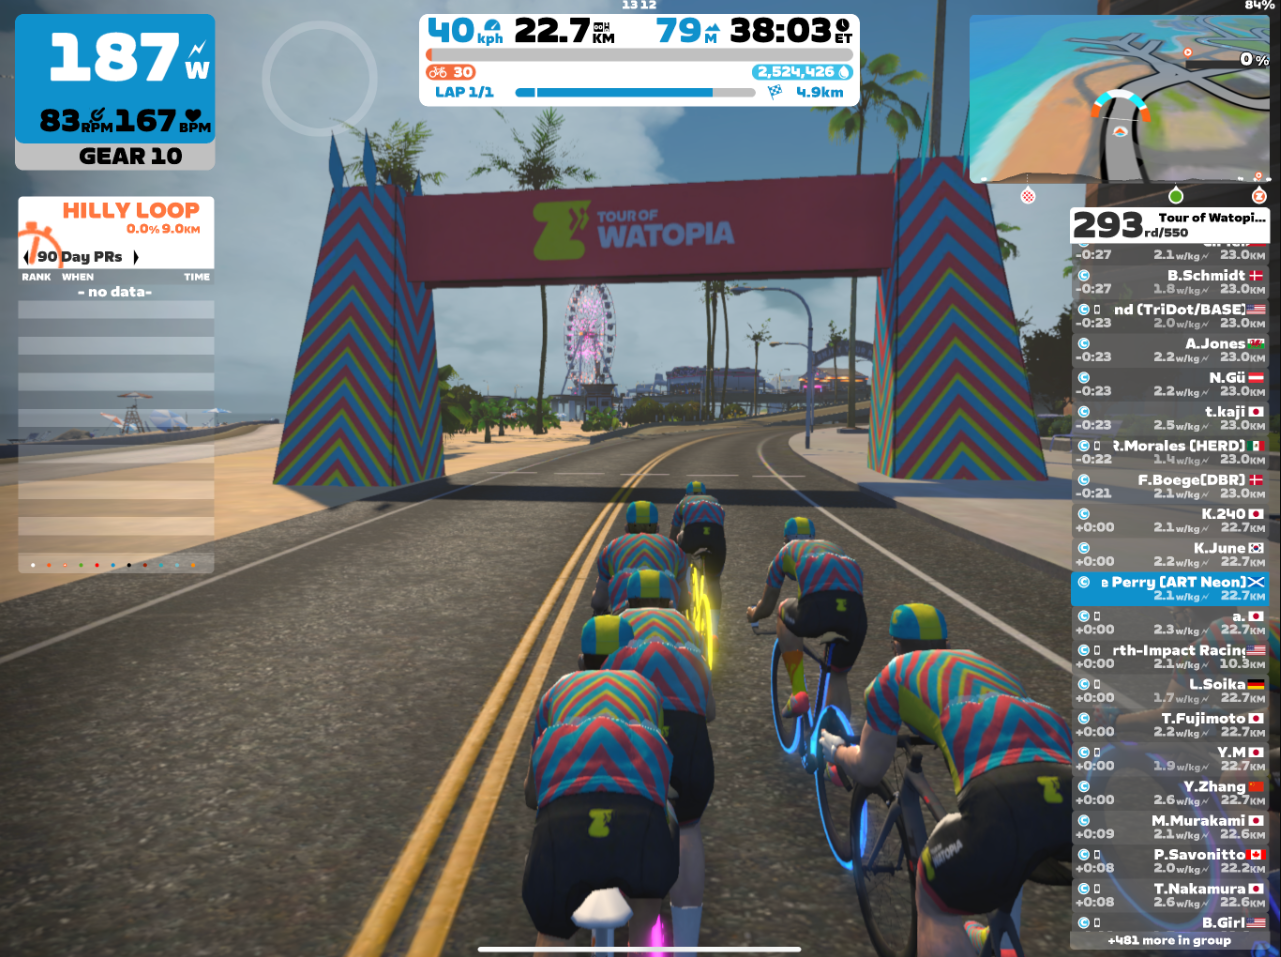 13 12
84%
187 W
83 RPM 167 BPM
GEAR 10
40 kph 22.7 KM 79 M 38:03 ET
30
2,524,426
LAP 1/1 4.9km
0 %
HILLY LOOP
0.0% 9.0KM
90 Day PRs
RANK WHEN TIME
- no data-
TOUR OF
WATOPIA
293 rd/550 Tour of Watopi...
-0:27 2.1 w/kg 23.0KM
B.Schmidt
-0:27 1.8 w/kg 23.0KM
nd (TriDot/BASE)
-0:23 2.0 w/kg 23.0KM
A.Jones
-0:23 2.2 w/kg 23.0KM
N.Gü
-0:23 2.2 w/kg 23.0KM
t.kaji
-0:23 2.5 w/kg 23.0KM
R.Morales (HERD)
-0:22 1.4 w/kg 23.0KM
F.Boege(DBR)
-0:21 2.1 w/kg 23.0KM
K.240
+0:00 2.1 w/kg 22.7KM
K.June
+0:00 2.2 w/kg 22.7KM
e Perry (ART Neon)
2.1 w/kg 22.7KM
a.
+0:00 2.3 w/kg 22.7KM
rth-Impact Racing
+0:00 2.1 w/kg 10.3KM
L.Soika
+0:00 1.7 w/kg 22.7KM
T.Fujimoto
+0:00 2.2 w/kg 22.7KM
Y.M
+0:00 1.9 w/kg 22.7KM
Y.Zhang
+0:00 2.6 w/kg 22.7KM
M.Murakami
+0:09 2.1 w/kg 22.6KM
P.Savonitto
+0:08 2.0 w/kg 22.2KM
T.Nakamura
+0:08 2.6 w/kg 22.6KM
B.Girl
+481 more in group
WATOPIA